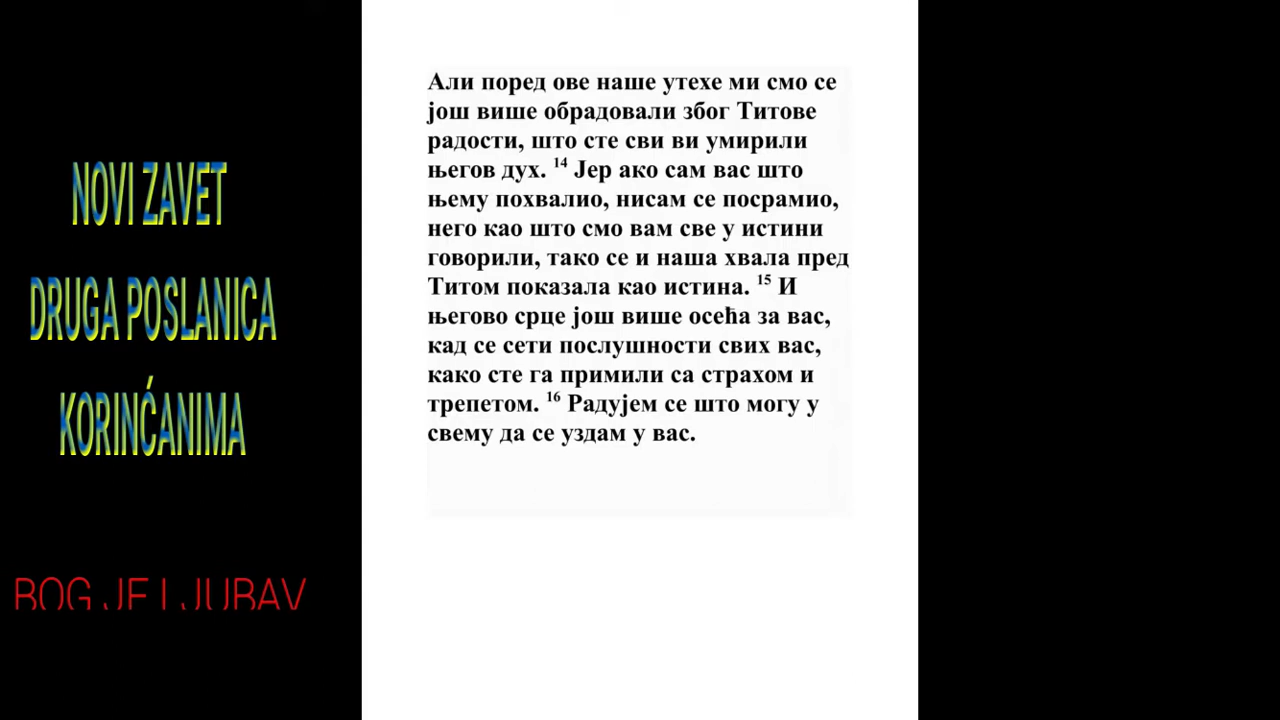 NOVI ZAVET
DRUGA POSLANICA
KORINĆANIMA
BOG JE LJUBAV
Али поред ове наше утехе ми смо се
још више обрадовали због Титове
радости, што сте сви ви умирили
његов дух. 14 Јер ако сам вас што
њему похвалио, нисам се посрамио,
него као што смо вам све у истини
говорили, тако се и наша хвала пред
Титом показала као истина. 15 И
његово срце још више осећа за вас,
кад се сети послушности свих вас,
како сте га примили са страхом и
трепетом. 16 Радујем се што могу у
свему да се уздам у вас.